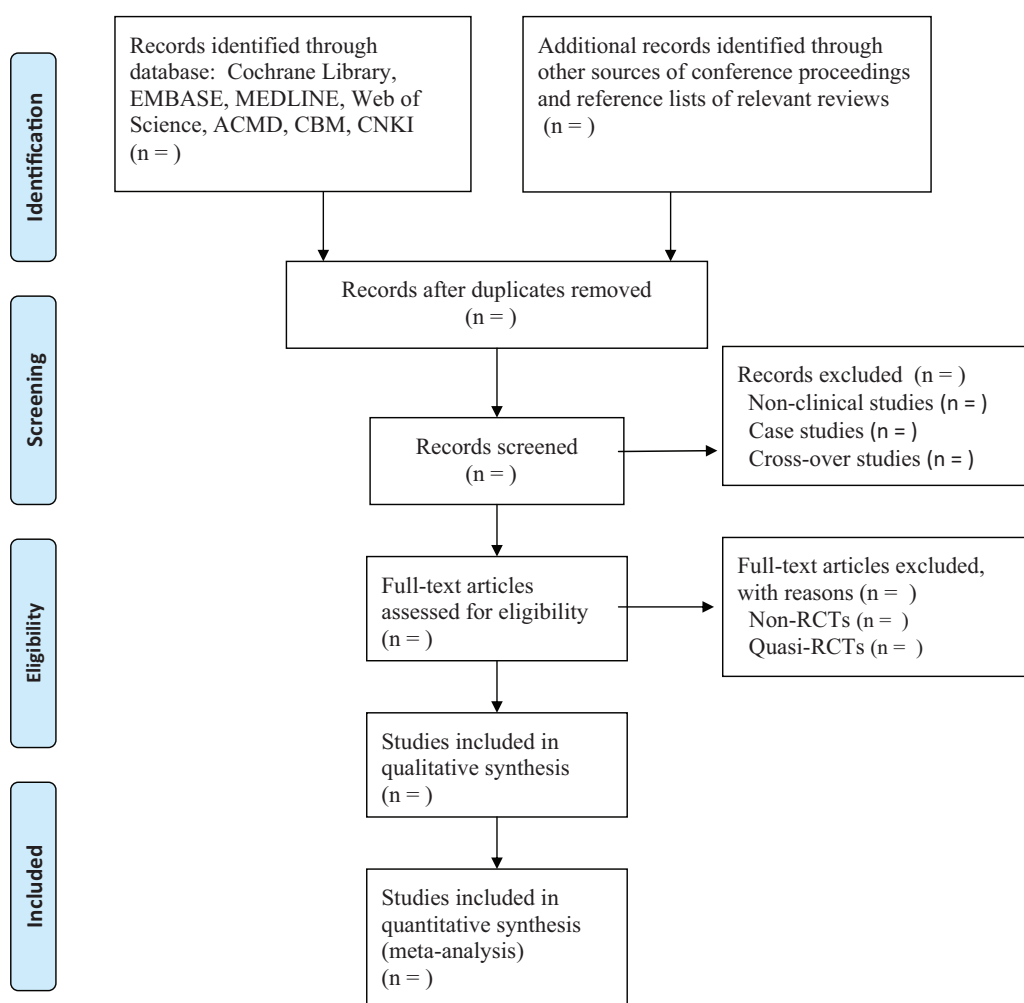 Identification
Records identified through
database: Cochrane Library,
EMBASE, MEDLINE, Web of
Science, ACMD, CBM, CNKI
(n = )
Additional records identified through
other sources of conference proceedings
and reference lists of relevant reviews
(n = )
Records after duplicates removed
(n = )
Screening
Records screened
(n = )
Records excluded (n = )
Non-clinical studies (n = )
Case studies (n = )
Cross-over studies (n = )
Eligibility
Full-text articles
assessed for eligibility
(n = )
Full-text articles excluded,
with reasons (n = )
Non-RCTs (n = )
Quasi-RCTs (n = )
Studies included in
qualitative synthesis
(n = )
Included
Studies included in
quantitative synthesis
(meta-analysis)
(n = )